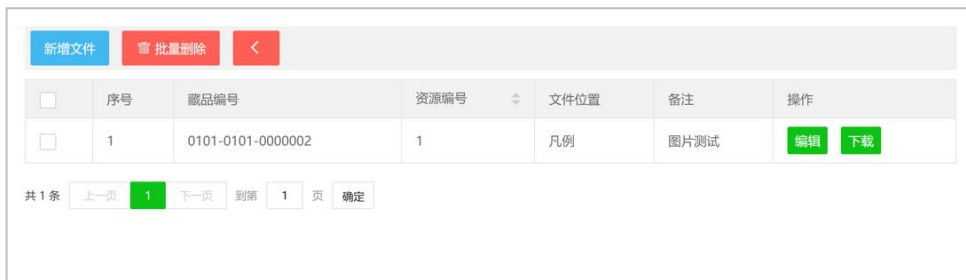 新增文件 批量删除
序号 藏品编号 资源编号 文件位置 备注 操作
1 0101-0101-0000002 1 凡例 图片测试 编辑 下载
共 1 条 上一页 1 下一页 到第 1 页 确定